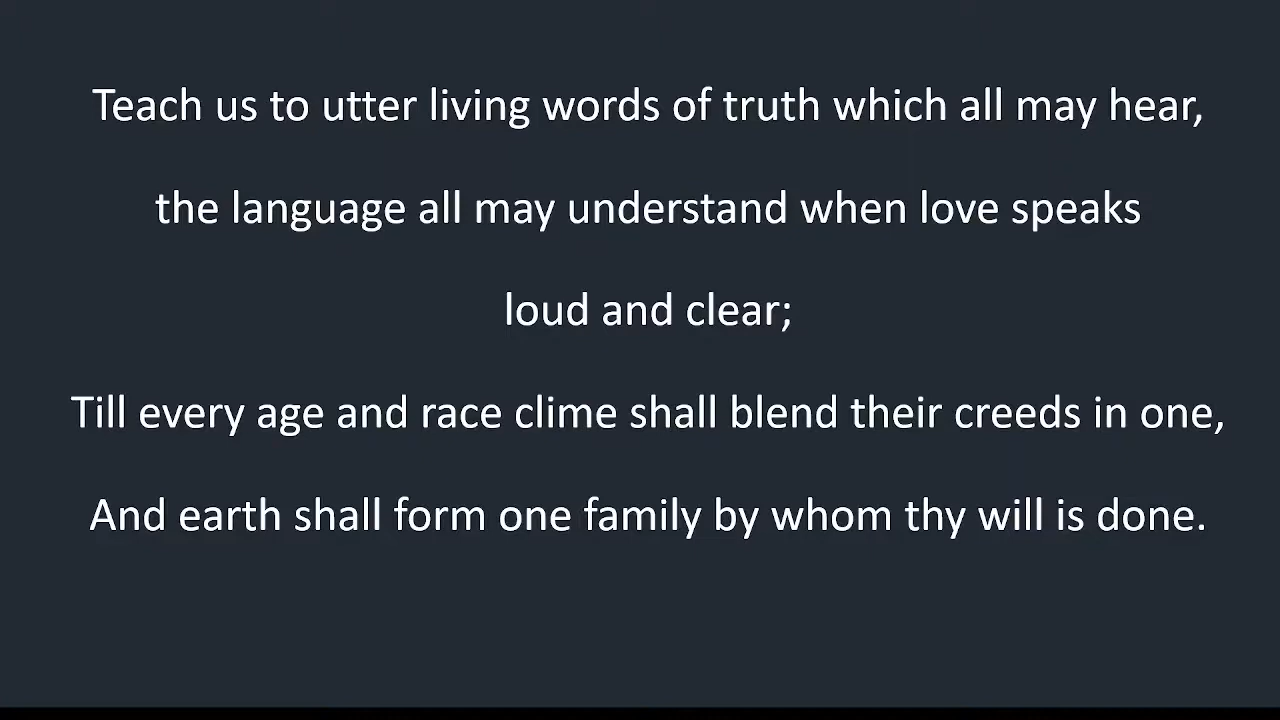 Teach us to utter living words of truth which all may hear,
the language all may understand when love speaks
loud and clear;
Till every age and race clime shall blend their creeds in one,
And earth shall form one family by whom thy will is done.